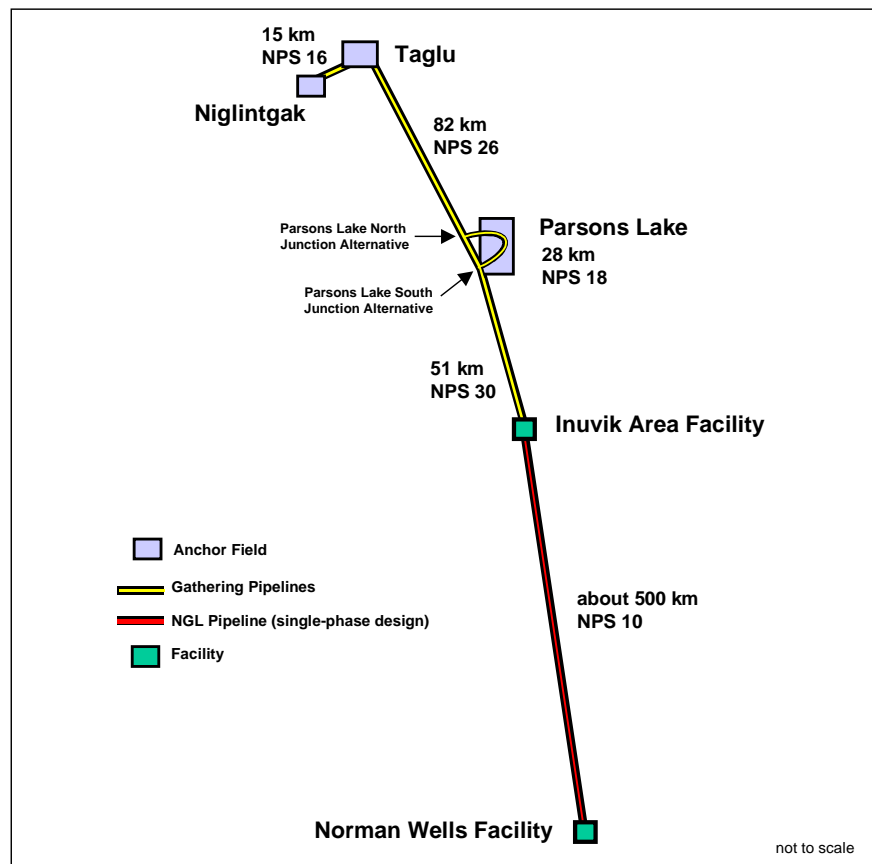 15 km
NPS 16
Taglu
Niglintgak
82 km
NPS 26
Parsons Lake North
Junction Alternative
Parsons Lake
28 km
NPS 18
Parsons Lake South
Junction Alternative
51 km
NPS 30
Inuvik Area Facility
Anchor Field
Gathering Pipelines
NGL Pipeline (single-phase design)
Facility
about 500 km
NPS 10
Norman Wells Facility
not to scale